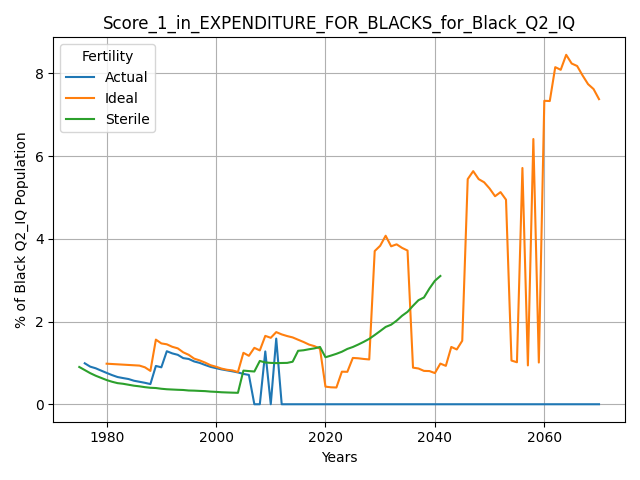 Score_1_in_EXPENDITURE_FOR_BLACKS_for_Black_Q2_IQ
Fertility
Actual
Ideal
Sterile
% of Black Q2_IQ Population
8
6
4
2
0
1980 2000 2020 2040 2060
Years